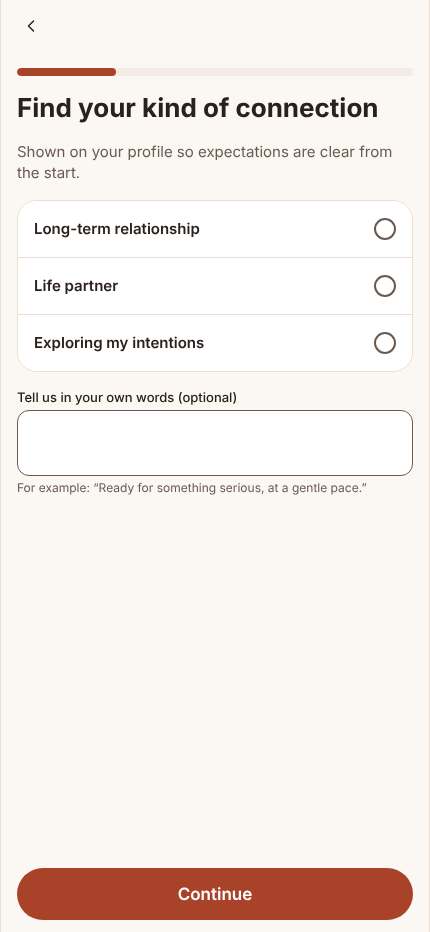 Find your kind of connection
Shown on your profile so expectations are clear from
the start.
Long-term relationship
Life partner
Exploring my intentions
Tell us in your own words (optional)
For example: “Ready for something serious, at a gentle pace.”
Continue